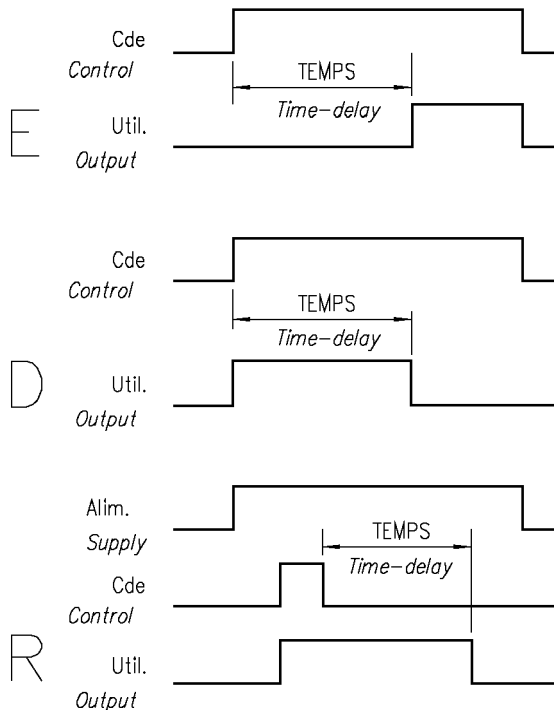 Cde
Control
TEMPS
Time-delay
E
Util.
Output
Cde
Control
TEMPS
Time-delay
D
Util.
Output
Alim.
Supply
TEMPS
Time-delay
Cde
Control
R
Util.
Output